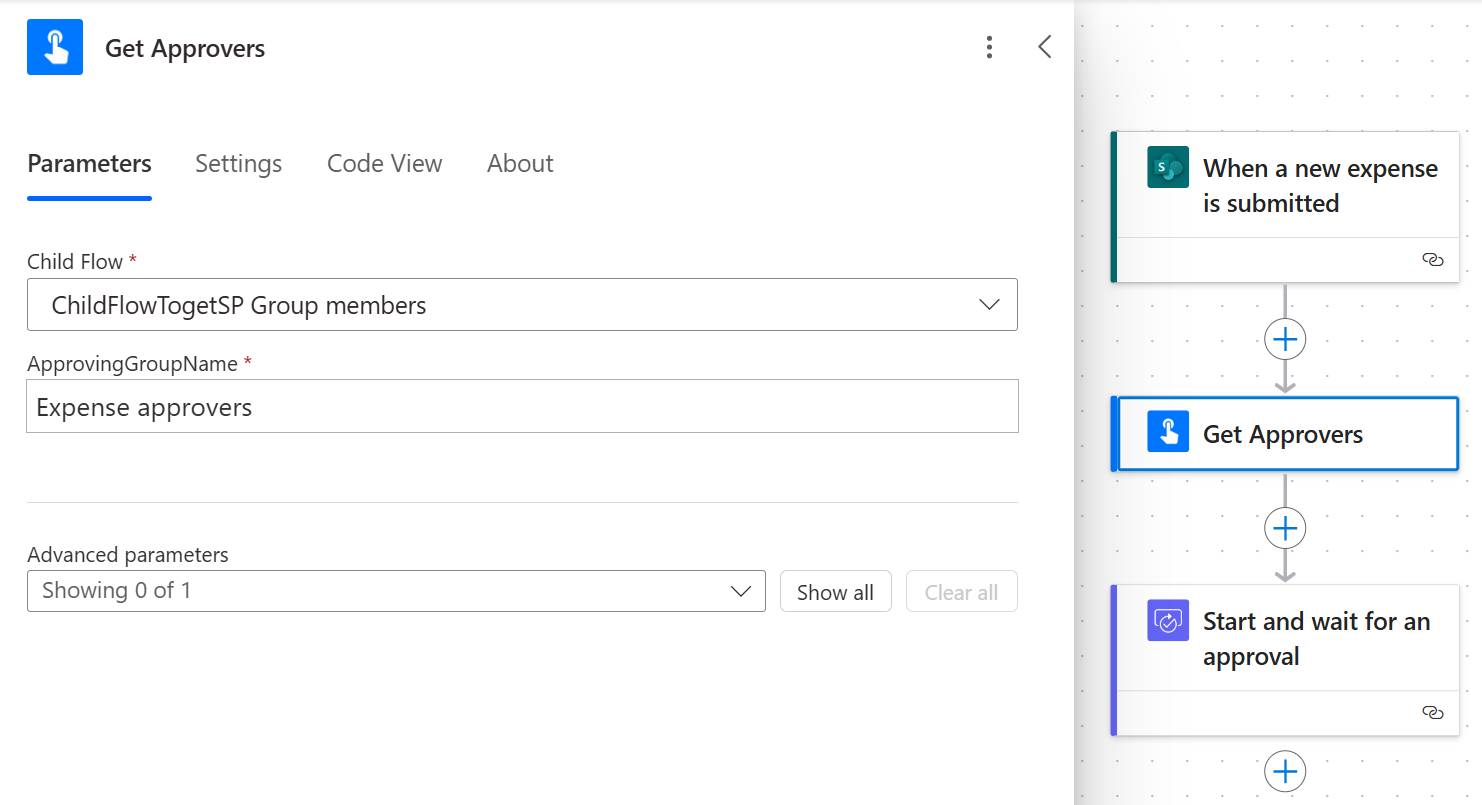 Get Approvers
Parameters Settings Code View About
Child Flow *
ChildFlowTogetSP Group members
ApprovingGroupName *
Expense approvers
Advanced parameters
Showing 0 of 1
Show all
Clear all
S
When a new expense
is submitted
Get Approvers
Start and wait for an
approval